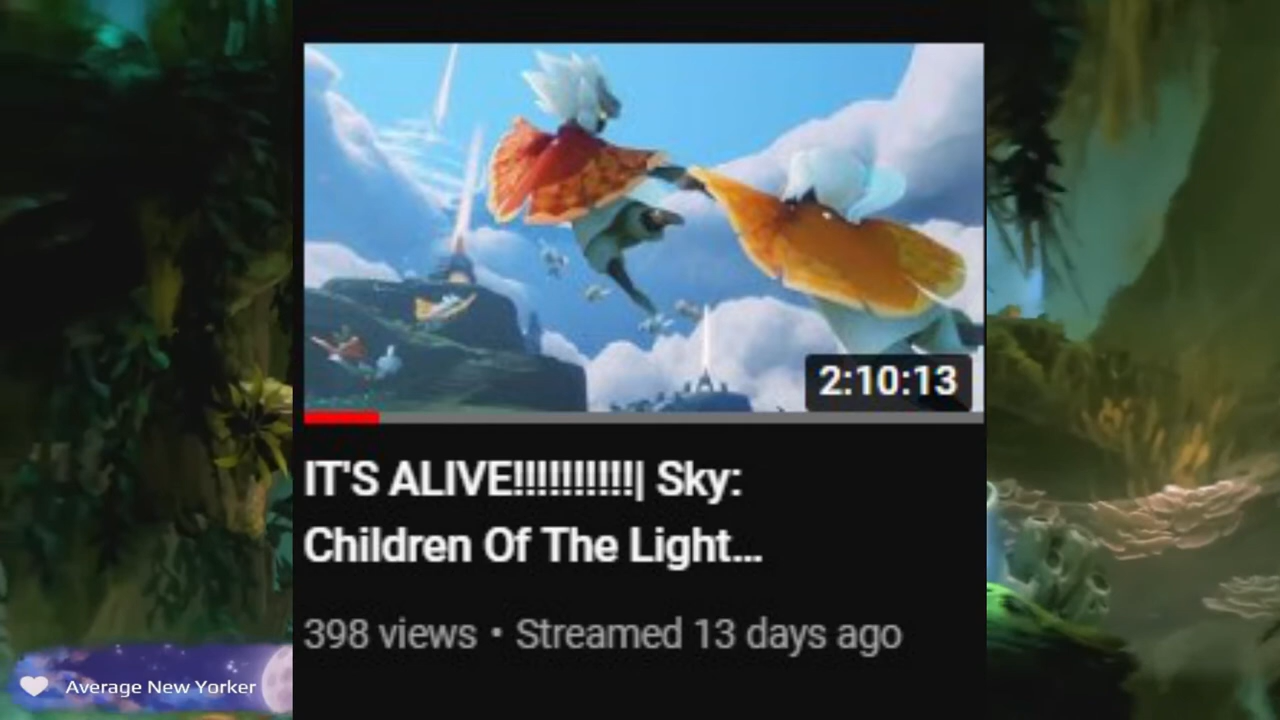 2:10:13
IT'S ALIVE!!!!!!!!!!| Sky:
Children Of The Light...
398 views • Streamed 13 days ago
Average New Yorker